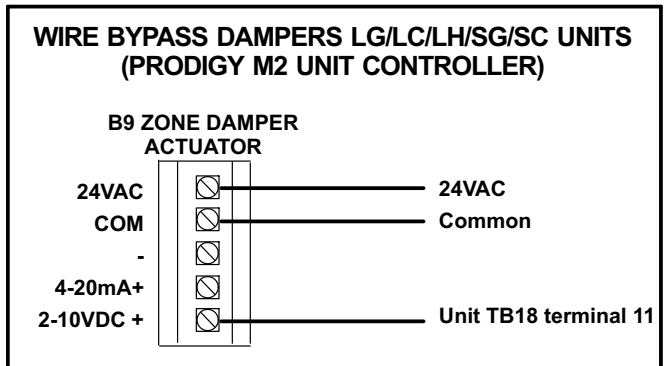 WIRE BYPASS DAMPERS LG/LC/LH/SG/SC UNITS
(PRODIGY M2 UNIT CONTROLLER)
B9 ZONE DAMPER
ACTUATOR
24VAC 24VAC
COM Common
-
4-20mA+
2-10VDC + Unit TB18 terminal 11